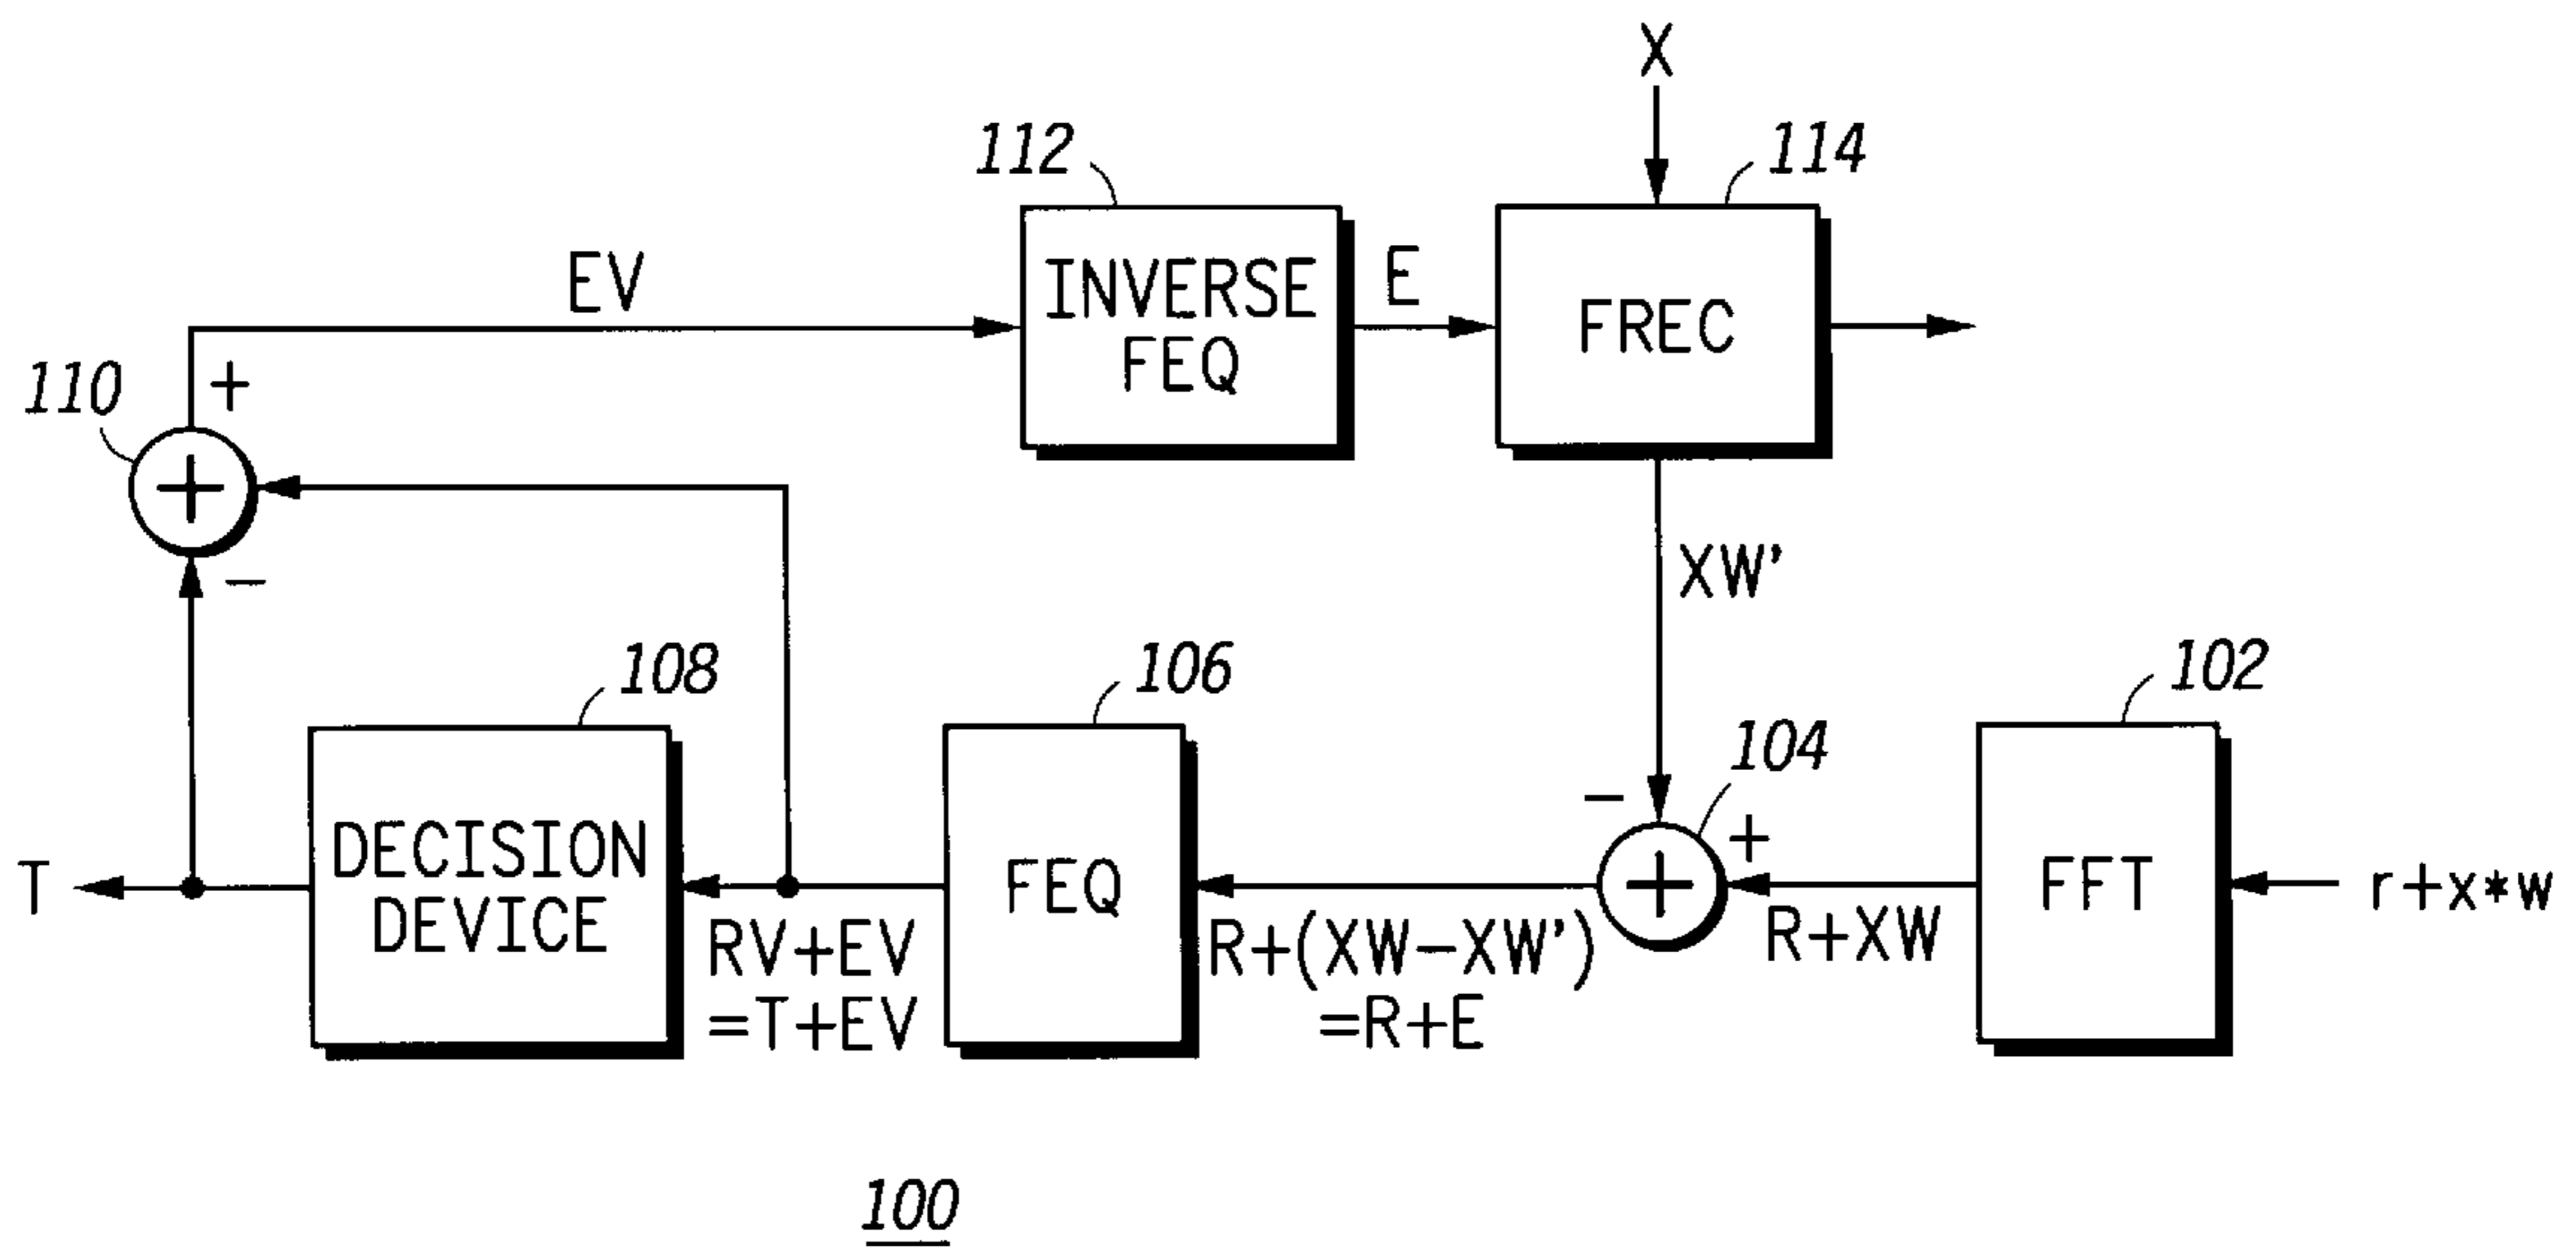 X
112
114
INVERSE
FEQ
EV
E
FREC
110
+
+
−
XW'
108
106
102
104
DECISION
DEVICE
FEQ
−
+
FFT
T
r+x*w
RV+EV
=T+EV
R+(XW−XW')
=R+E
+
R+XW
100